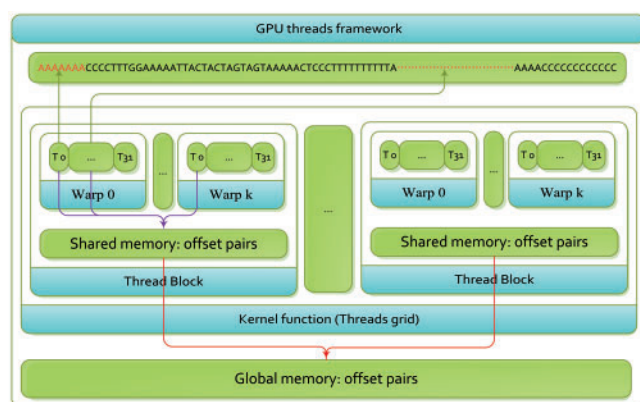 GPU threads framework
AAAAAAACCCCTTTGGAAAAATTACTACTAGTAGTAAAAACTCCCTTTTTTTTTTA································AAAACCCCCCCCCCCC
T0 ... T31 ... T0 ... T31 T0 ... T31 ... T0 ... T31
Warp 0 Warp k ... Warp 0 Warp k
Shared memory: offset pairs Shared memory: offset pairs
Thread Block Thread Block
Kernel function (Threads grid)
Global memory: offset pairs